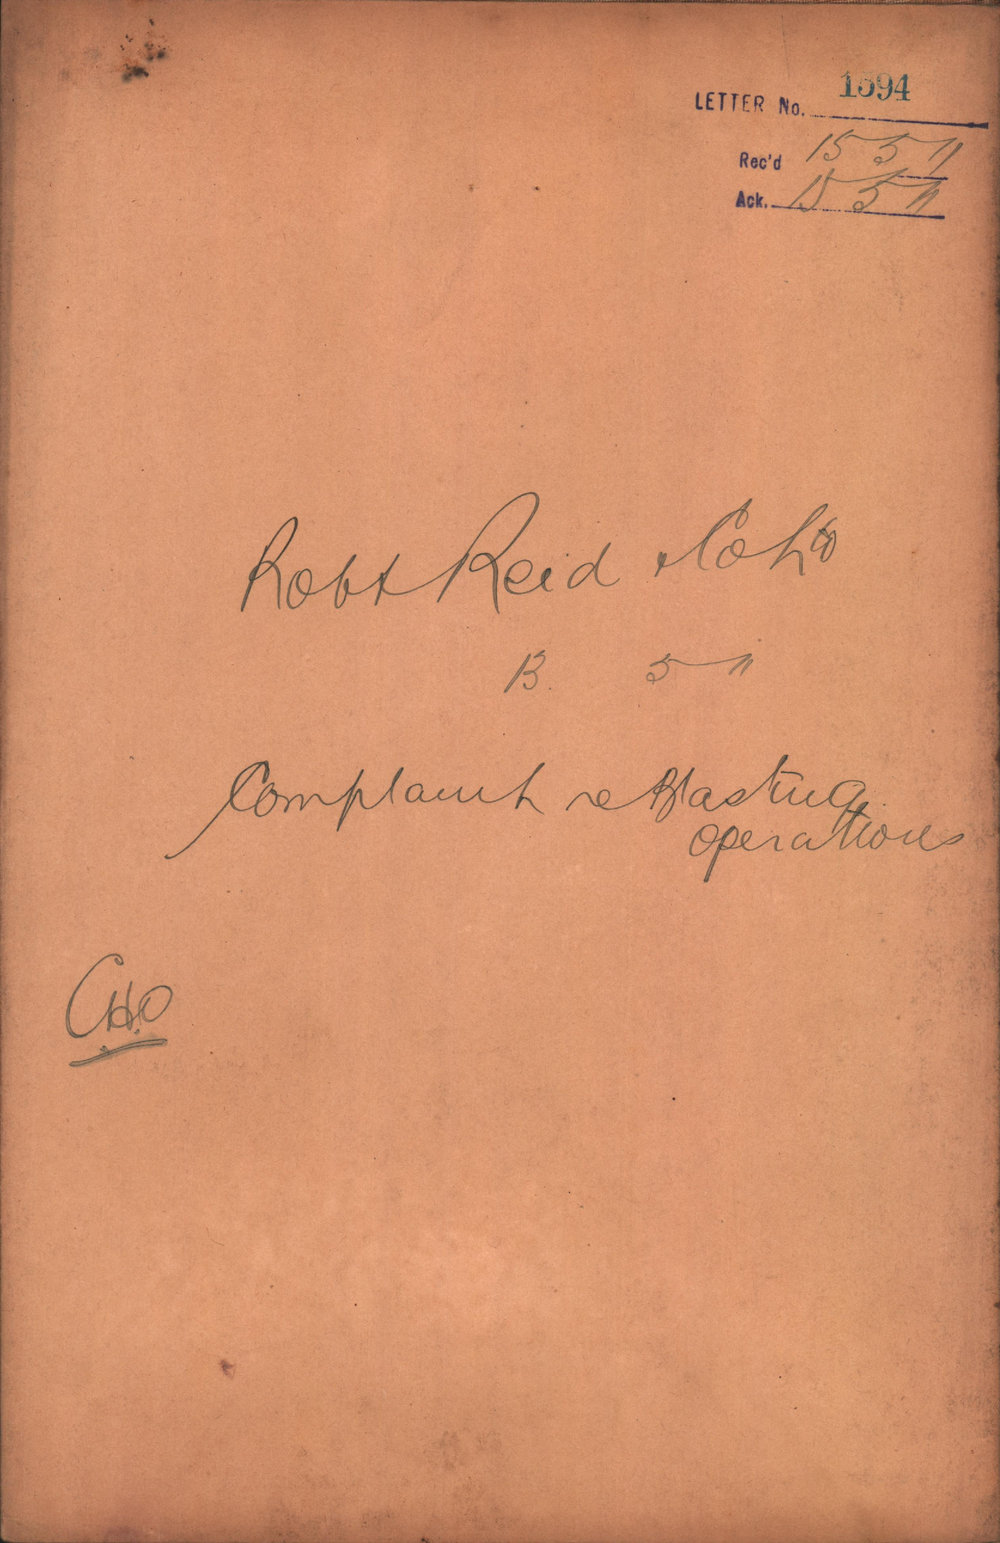 LETTER No. 1594
Rec'd 15 5 11
Ack. 15 5 11
Robt Reid & Co Ltd
13. 5 11
Complaint re Blasting
operations
C.H.O